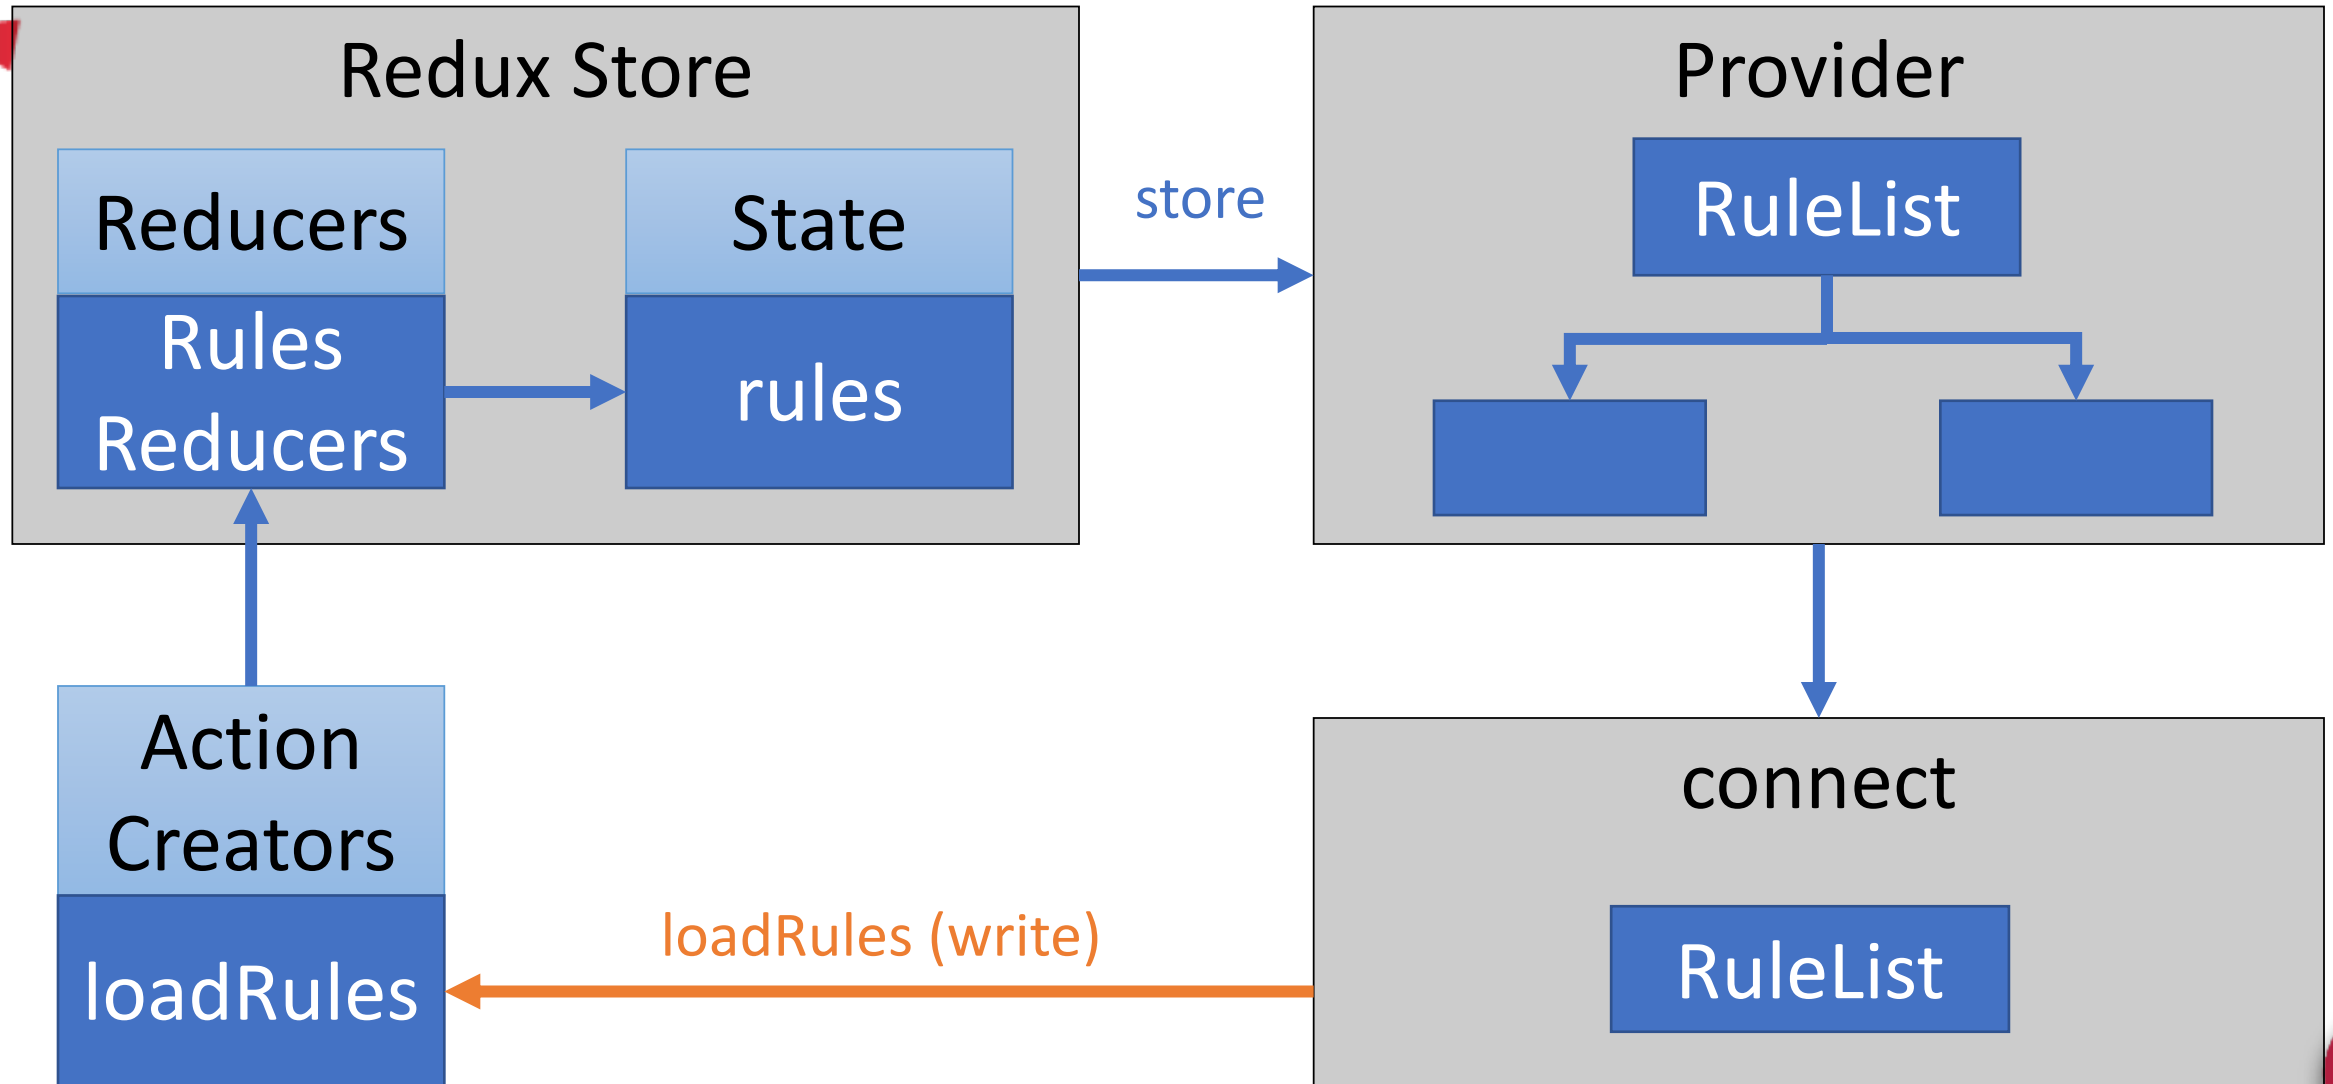 Redux Store
Reducers
Rules
Reducers
State
rules
store
Provider
RuleList
Action
Creators
loadRules
loadRules (write)
connect
RuleList